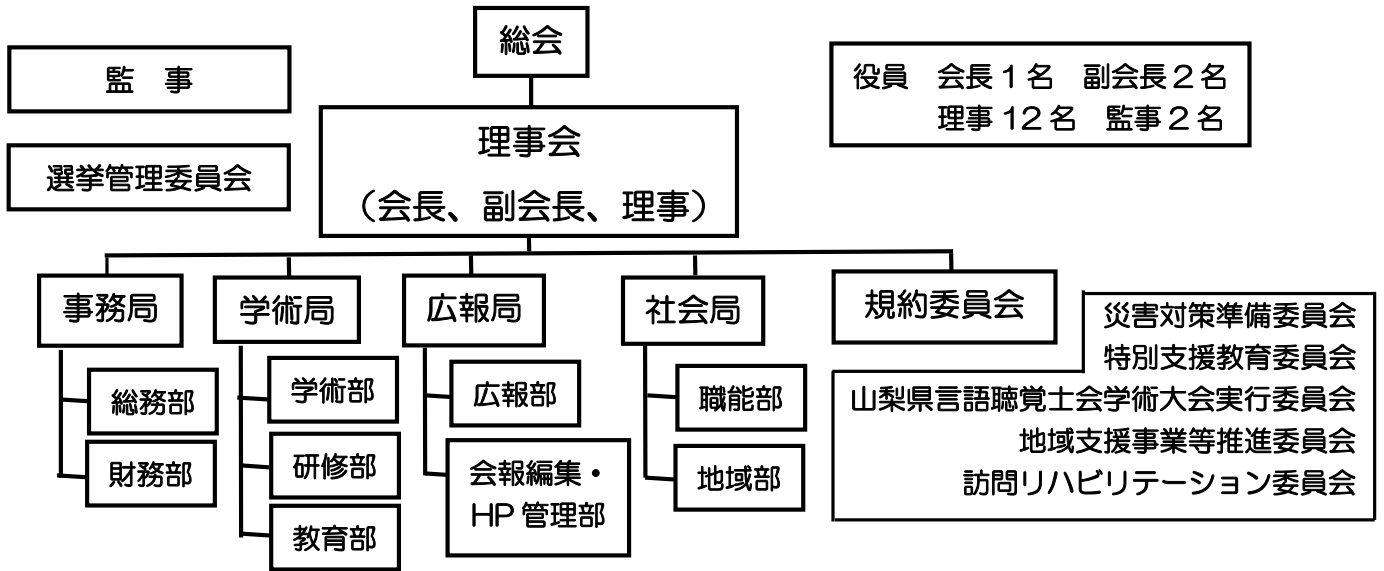 総会
監　事
役員　会長１名　副会長２名
理事１２名　監事２名
理事会
（会長、副会長、理事）
選挙管理委員会
事務局
学術局
広報局
社会局
規約委員会
総務部
財務部
学術部
研修部
教育部
広報部
会報編集・
HP管理部
職能部
地域部
災害対策準備委員会
特別支援教育委員会
山梨県言語聴覚士会学術大会実行委員会
地域支援事業等推進委員会
訪問リハビリテーション委員会